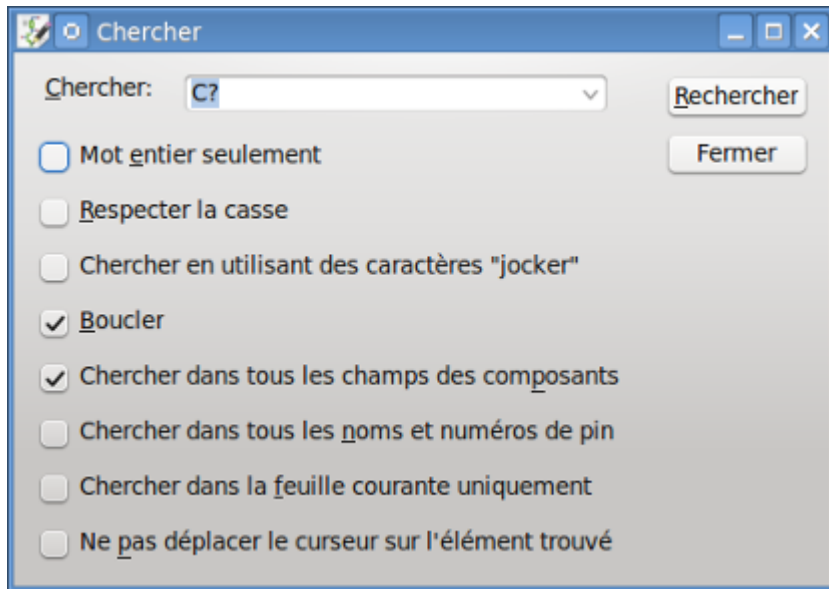 Chercher
Chercher: C? Rechercher
Mot entier seulement Fermer
Respecter la casse
Chercher en utilisant des caractères "jocker"
Boucler
Chercher dans tous les champs des composants
Chercher dans tous les noms et numéros de pin
Chercher dans la feuille courante uniquement
Ne pas déplacer le curseur sur l'élément trouvé